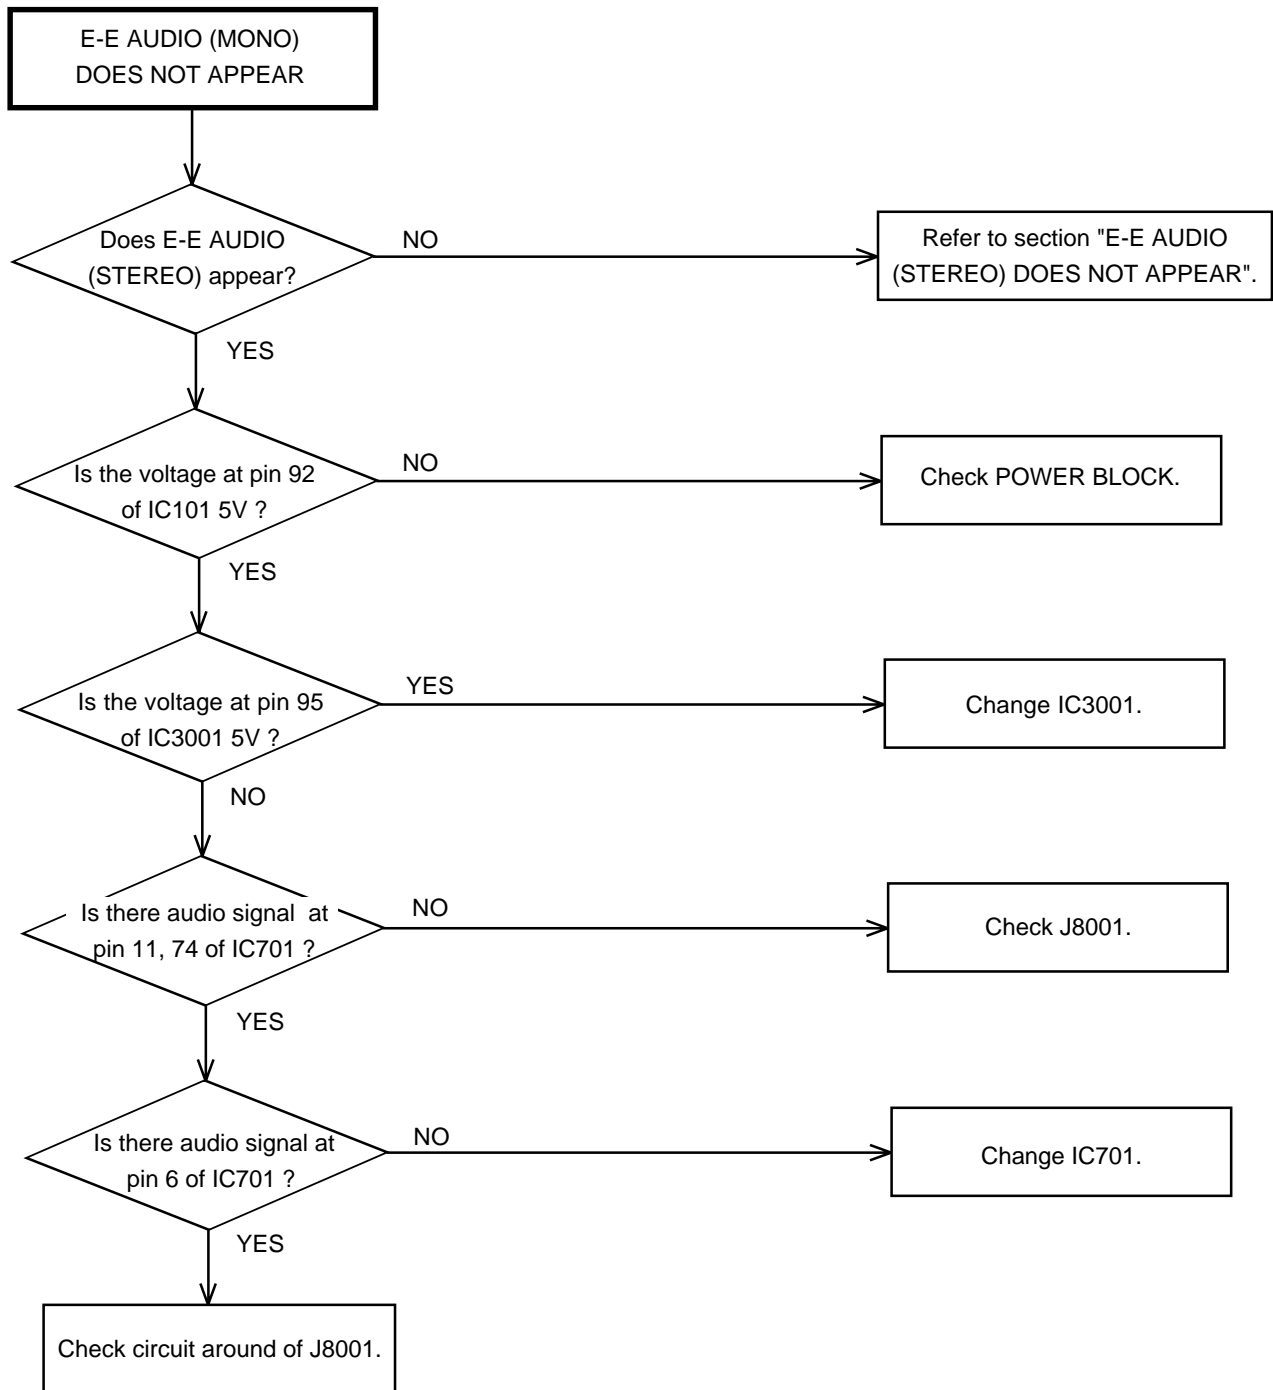 E-E AUDIO (MONO)
DOES NOT APPEAR
Does E-E AUDIO
(STEREO) appear?
NO
Refer to section "E-E AUDIO
(STEREO) DOES NOT APPEAR".
YES
Is the voltage at pin 92
of IC101 5V ?
NO
Check POWER BLOCK.
YES
Is the voltage at pin 95
of IC3001 5V ?
YES
Change IC3001.
NO
Is there audio signal  at
pin 11, 74 of IC701 ?
NO
Check J8001.
YES
Is there audio signal at
pin 6 of IC701 ?
NO
Change IC701.
YES
Check circuit around of J8001.